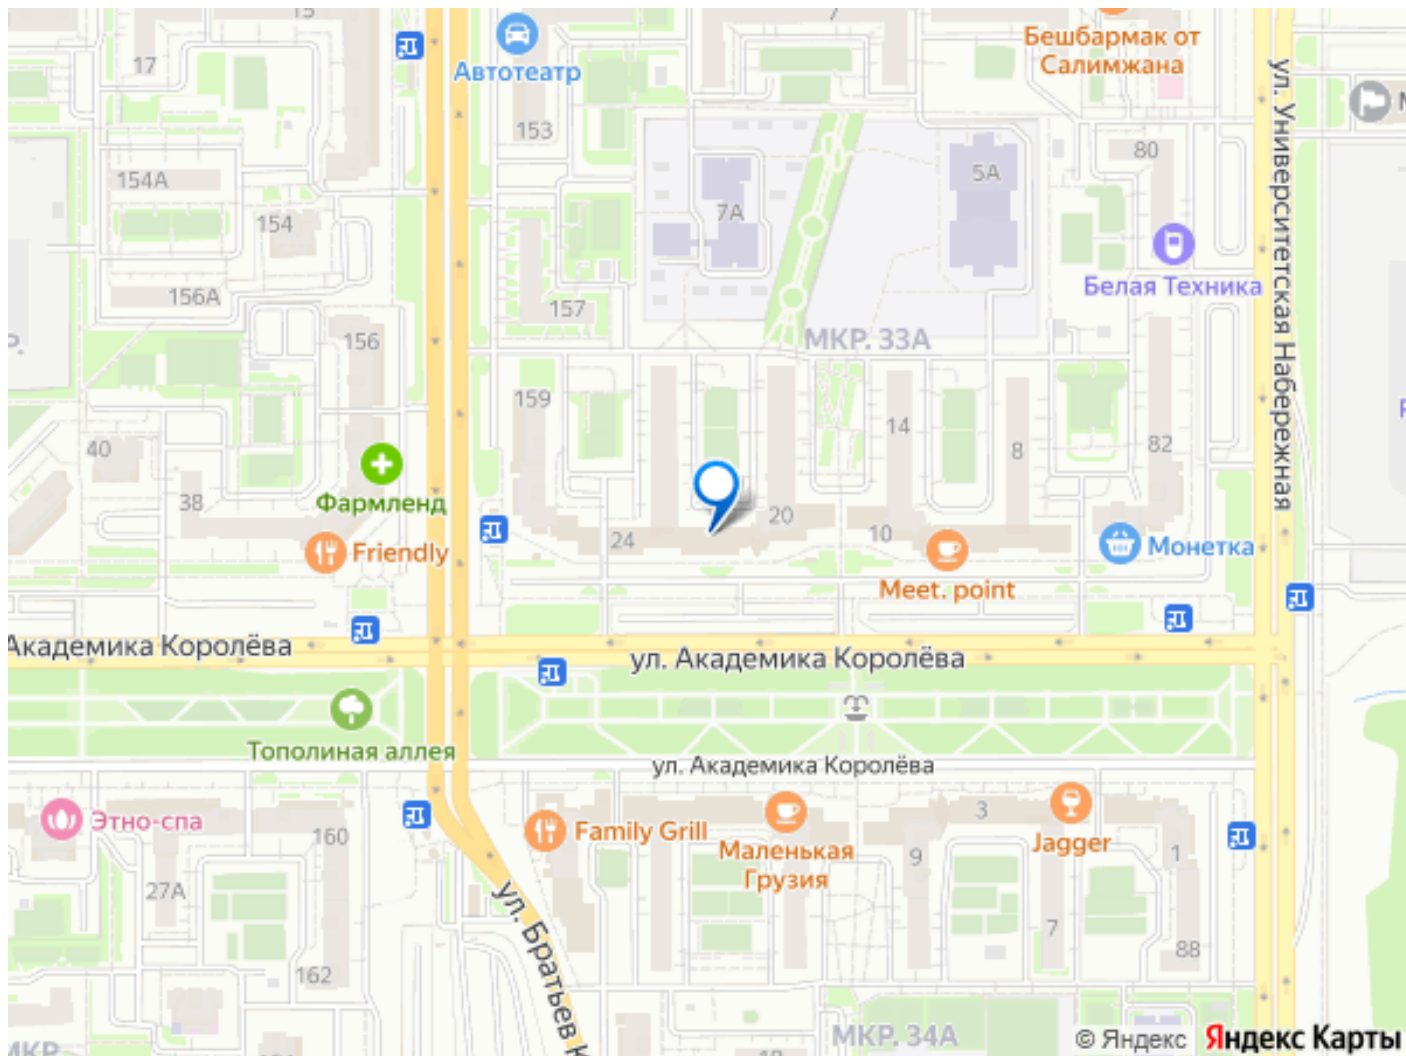 17
Автотеатр
153
7
Бешбармак от
Салимжана
80
5А
7А
154А
154
156А
156
157
Белая Техника
МКР. 33А
ул. Университетская Набережная
159
40
38
Фармленд
Friendly
24
20
14
8
10
82
Meet. point
Монетка
Академика Королёва
ул. Академика Королёва
Тополиная аллея
ул. Академика Королёва
Этно-спа
160
27А
162
Family Grill
Маленькая
Грузия
3
Jagger
9
1
7
88
ул. Братьев К
МКР. 34А
© Яндекс
Яндекс Карты